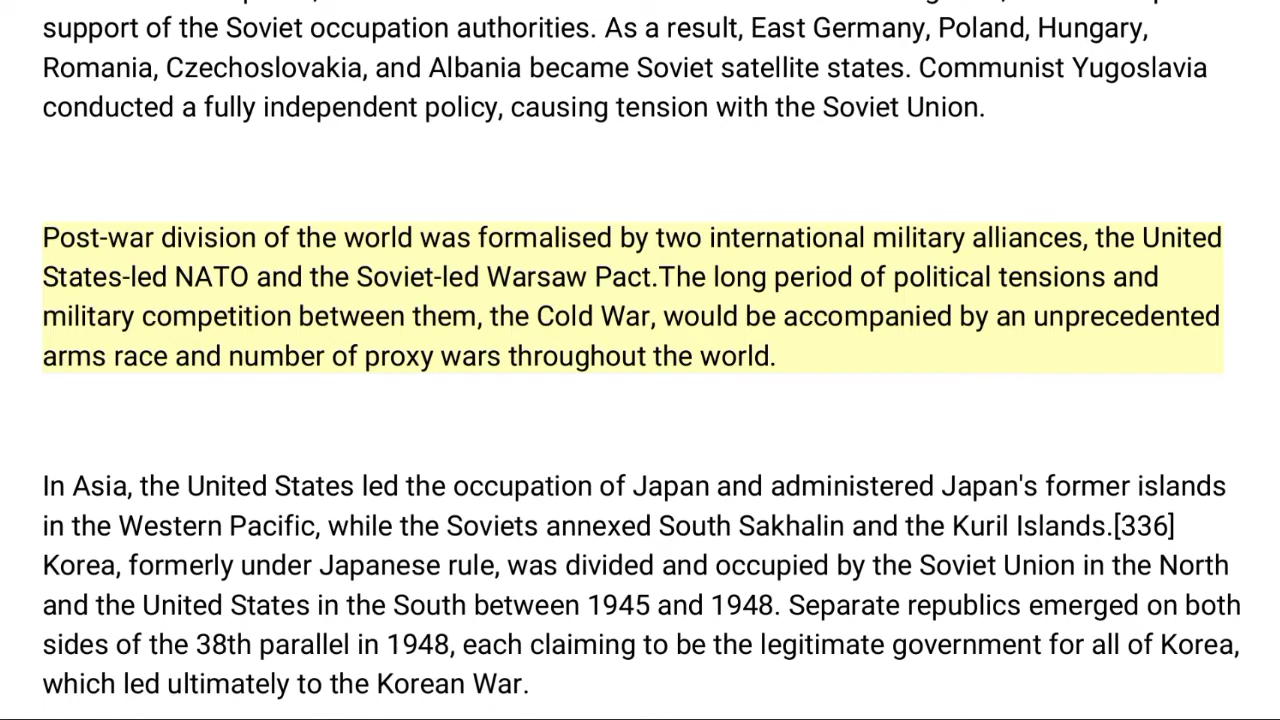 support of the Soviet occupation authorities. As a result, East Germany, Poland, Hungary,
Romania, Czechoslovakia, and Albania became Soviet satellite states. Communist Yugoslavia
conducted a fully independent policy, causing tension with the Soviet Union.
Post-war division of the world was formalised by two international military alliances, the United
States-led NATO and the Soviet-led Warsaw Pact.The long period of political tensions and
military competition between them, the Cold War, would be accompanied by an unprecedented
arms race and number of proxy wars throughout the world.
In Asia, the United States led the occupation of Japan and administered Japan's former islands
in the Western Pacific, while the Soviets annexed South Sakhalin and the Kuril Islands.[336]
Korea, formerly under Japanese rule, was divided and occupied by the Soviet Union in the North
and the United States in the South between 1945 and 1948. Separate republics emerged on both
sides of the 38th parallel in 1948, each claiming to be the legitimate government for all of Korea,
which led ultimately to the Korean War.